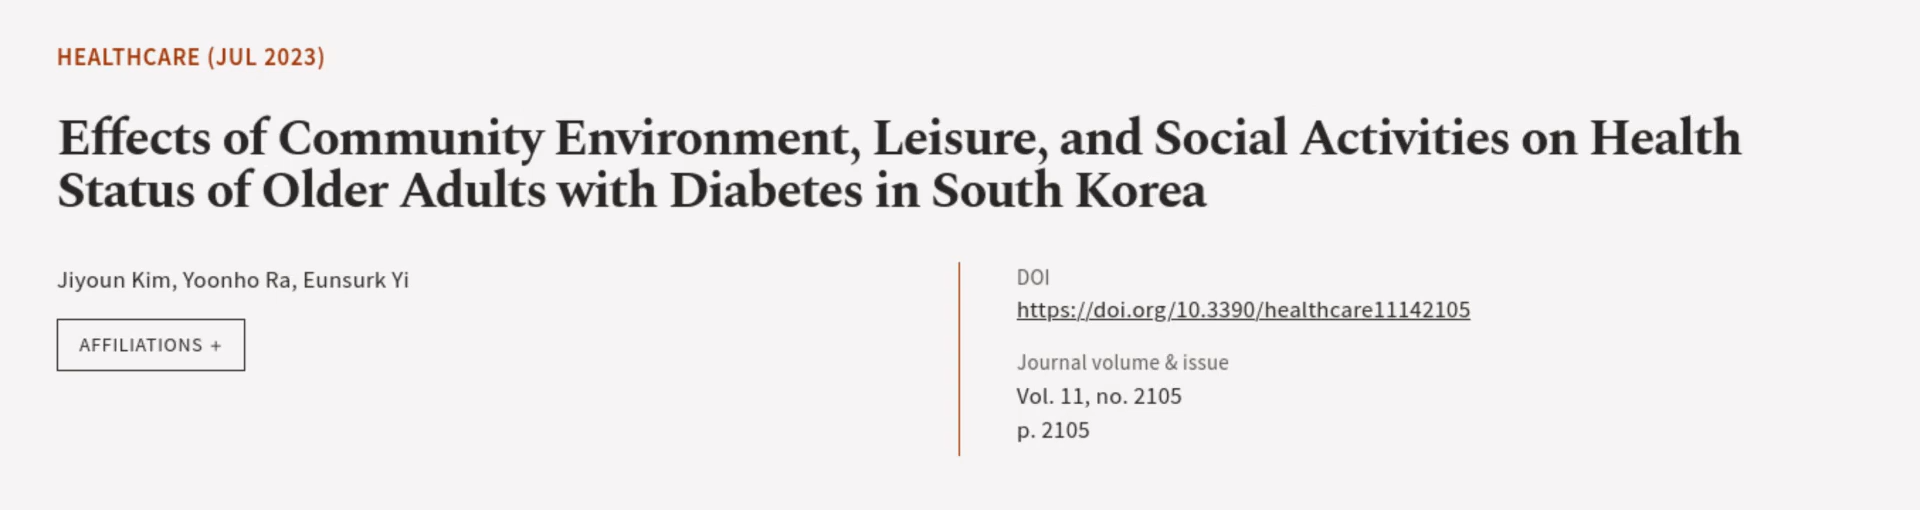 HEALTHCARE (JUL 2023)
Effects of Community Environment, Leisure, and Social Activities on Health
Status of Older Adults with Diabetes in South Korea
Jiyoun Kim, Yoonho Ra, Eunsurk Yi
AFFILIATIONS +
DOI
https://doi.org/10.3390/healthcare11142105
Journal volume & issue
Vol. 11, no. 2105
p. 2105